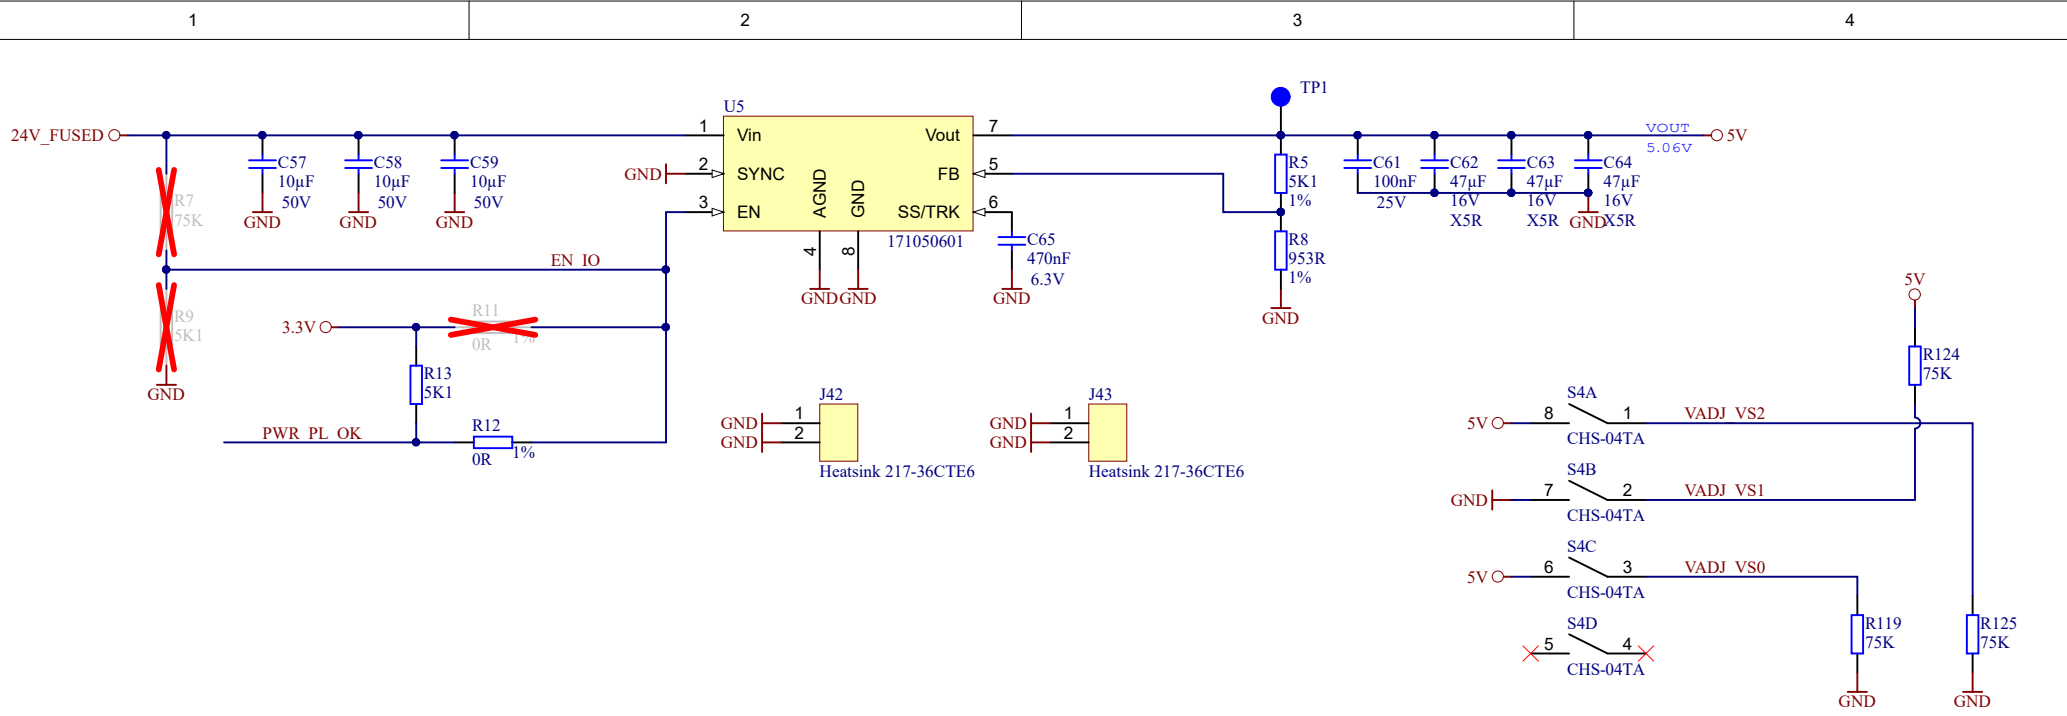 1
2
3
4
TP1
U5
24V_FUSED
1
Vin
Vout
7
VOUT
5.06V
5V
C57
10µF
50V
GND
C58
10µF
50V
GND
C59
10µF
50V
GND
GND
2
SYNC
FB
5
3
EN
SS/TRK
6
AGND
GND
4
8
171050601
GND
GND
R5
5K1
1%
R8
953R
1%
GND
C61
100nF
25V
C62
47µF
16V
X5R
C63
47µF
16V
X5R
C64
47µF
16V
X5R
GND
C65
470nF
6.3V
GND
R7
75K
EN_IO
R9
5K1
GND
3.3V
R11
0R
1%
R13
5K1
PWR_PL_OK
R12
0R
1%
J42
GND
1
GND
2
Heatsink 217-36CTE6
J43
GND
1
GND
2
Heatsink 217-36CTE6
5V
R124
75K
S4A
5V
8
1
VADJ_VS2
CHS-04TA
S4B
GND
7
2
VADJ_VS1
CHS-04TA
S4C
5V
6
3
VADJ_VS0
CHS-04TA
S4D
5
4
CHS-04TA
R119
75K
GND
R125
75K
GND